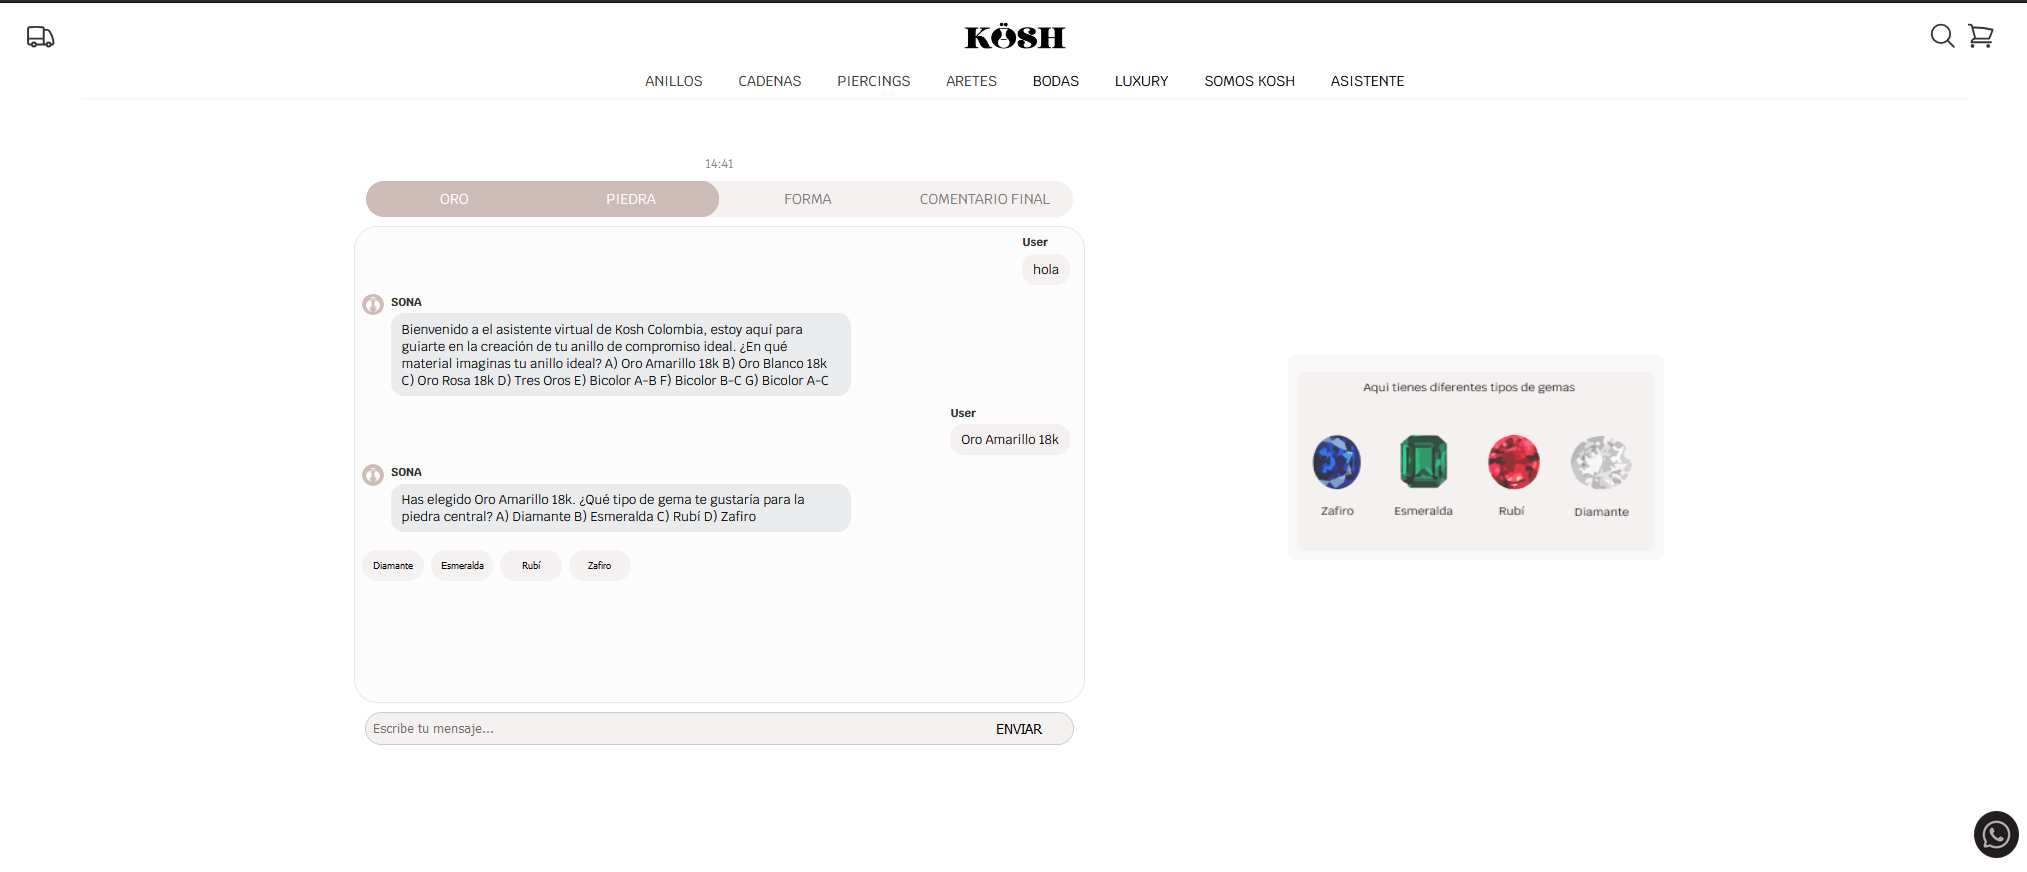 KÖSH
ANILLOS CADENAS PIERCINGS ARETES BODAS LUXURY SOMOS KOSH ASISTENTE
14:41
ORO PIEDRA FORMA COMENTARIO FINAL
User
hola
SONA
Bienvenido a el asistente virtual de Kosh Colombia, estoy aquí para
guiarte en la creación de tu anillo de compromiso ideal. ¿En qué
material imaginas tu anillo ideal? A) Oro Amarillo 18k B) Oro Blanco 18k
C) Oro Rosa 18k D) Tres Oros E) Bicolor A-B F) Bicolor B-C G) Bicolor A-C
User
Oro Amarillo 18k
SONA
Has elegido Oro Amarillo 18k. ¿Qué tipo de gema te gustaría para la
piedra central? A) Diamante B) Esmeralda C) Rubí D) Zafiro
Diamante Esmeralda Rubí Zafiro
Escribe tu mensaje... ENVIAR
Aqui tienes diferentes tipos de gemas
Zafiro Esmeralda Rubí Diamante